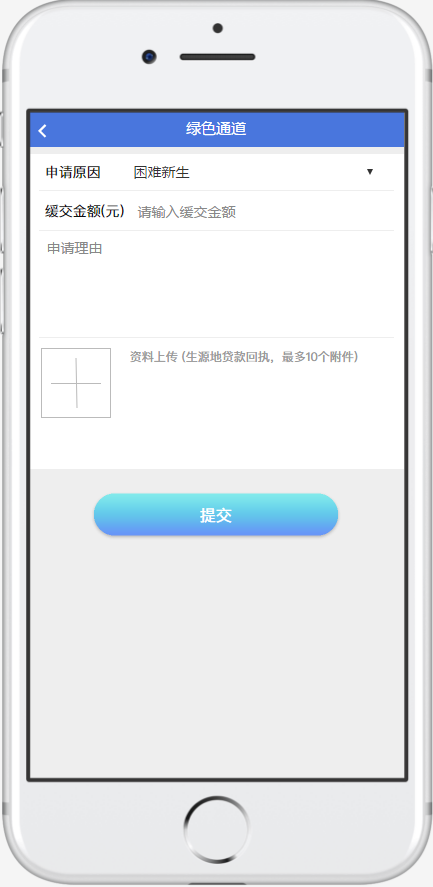 绿色通道
申请原因 困难新生
缓交金额(元) 请输入缓交金额
申请理由
资料上传 (生源地贷款回执，最多10个附件)
提交